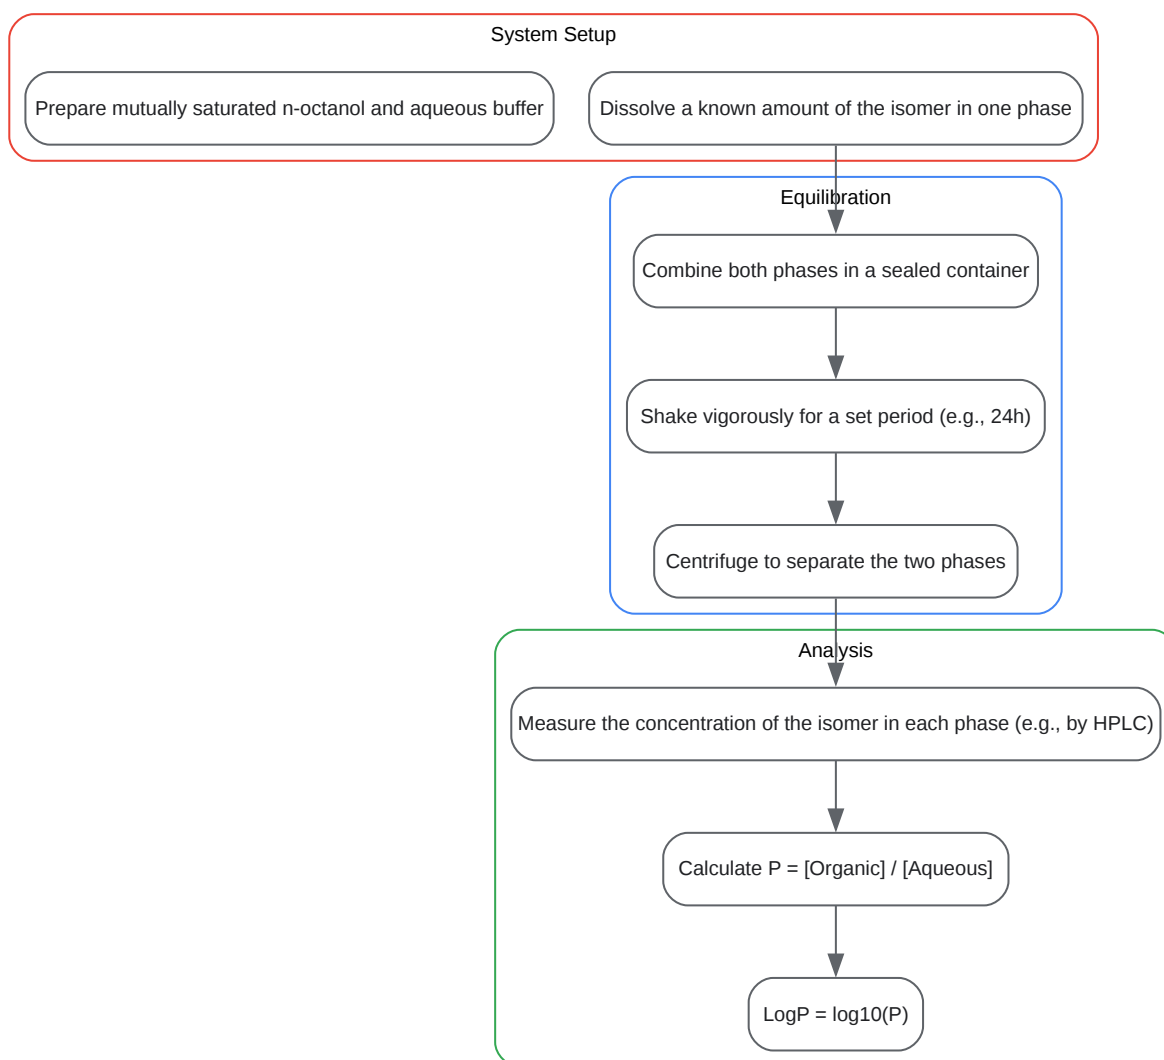 System Setup
Prepare mutually saturated n-octanol and aqueous buffer
Dissolve a known amount of the isomer in one phase
Equilibration
Combine both phases in a sealed container
Shake vigorously for a set period (e.g., 24h)
Centrifuge to separate the two phases
Analysis
Measure the concentration of the isomer in each phase (e.g., by HPLC)
Calculate P = [Organic] / [Aqueous]
LogP = log10(P)